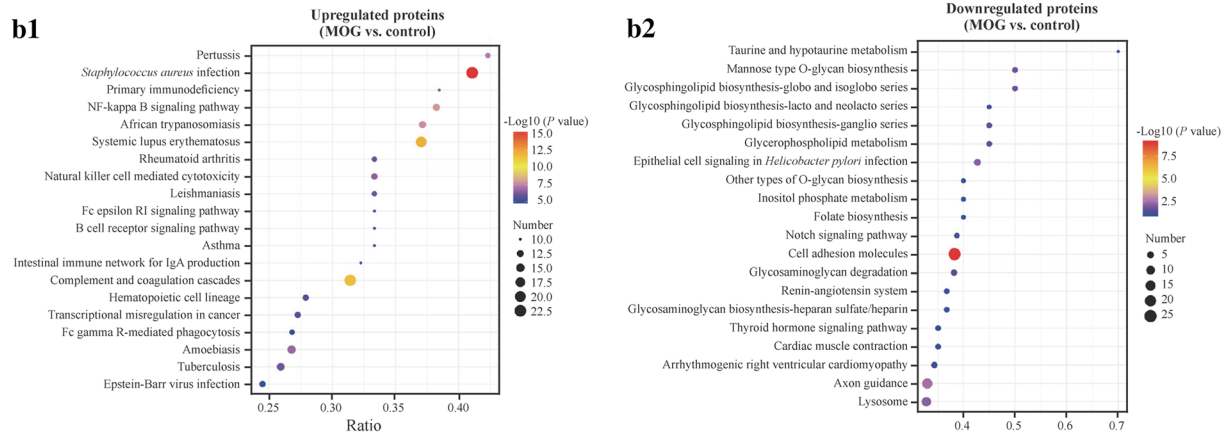 b1
Upregulated proteins
(MOG vs. control)
Pertussis
Staphylococcus aureus infection
Primary immunodeficiency
NF-kappa B signaling pathway
African trypanosomiasis
Systemic lupus erythematosus
Rheumatoid arthritis
Natural killer cell mediated cytotoxicity
Leishmaniasis
Fc epsilon RI signaling pathway
B cell receptor signaling pathway
Asthma
Intestinal immune network for IgA production
Complement and coagulation cascades
Hematopoietic cell lineage
Transcriptional misregulation in cancer
Fc gamma R-mediated phagocytosis
Amoebiasis
Tuberculosis
Epstein-Barr virus infection
0.25 0.30 0.35 0.40
Ratio
-Log10 (P value)
15.0
12.5
10.0
7.5
5.0
Number
10.0
12.5
15.0
17.5
20.0
22.5
b2
Downregulated proteins
(MOG vs. control)
Taurine and hypotaurine metabolism
Mannose type O-glycan biosynthesis
Glycosphingolipid biosynthesis-globo and isoglobo series
Glycosphingolipid biosynthesis-lacto and neolacto series
Glycosphingolipid biosynthesis-ganglio series
Glycerophospholipid metabolism
Epithelial cell signaling in Helicobacter pylori infection
Other types of O-glycan biosynthesis
Inositol phosphate metabolism
Folate biosynthesis
Notch signaling pathway
Cell adhesion molecules
Glycosaminoglycan degradation
Renin-angiotensin system
Glycosaminoglycan biosynthesis-heparan sulfate/heparin
Thyroid hormone signaling pathway
Cardiac muscle contraction
Arrhythmogenic right ventricular cardiomyopathy
Axon guidance
Lysosome
0.4 0.5 0.6 0.7
-Log10 (P value)
7.5
5.0
2.5
Number
5
10
15
20
25